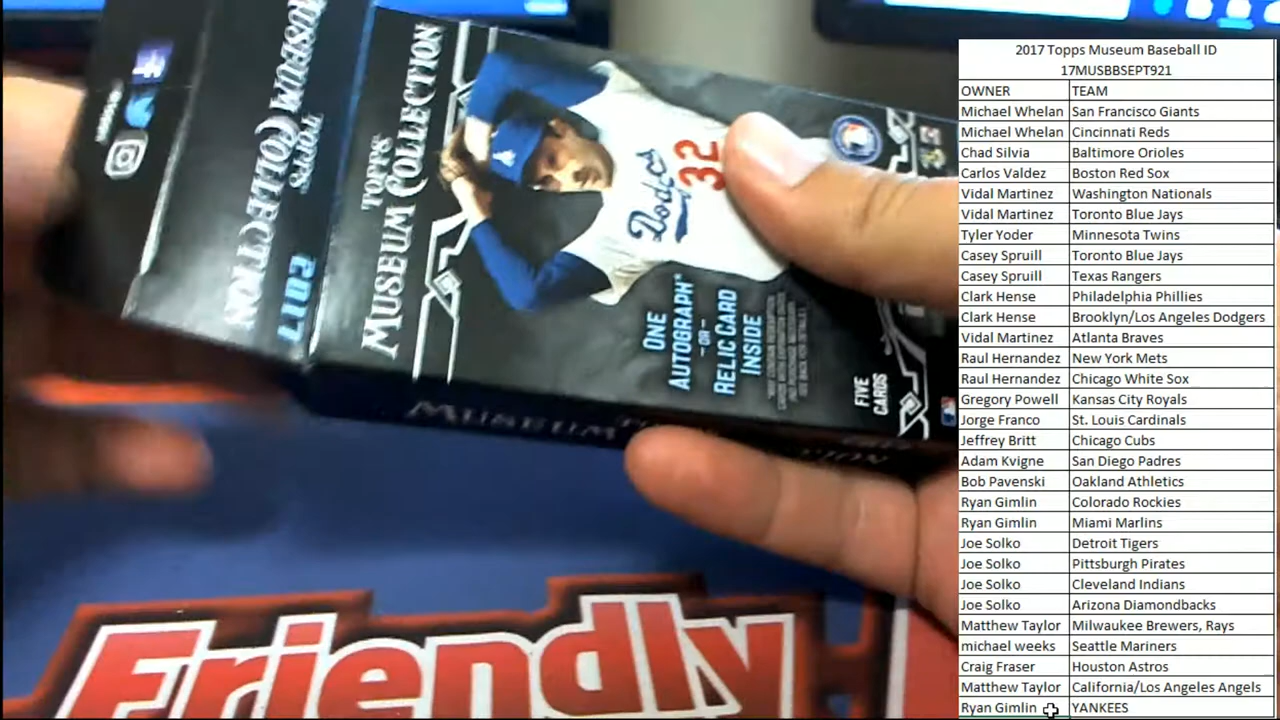 TOPPS
MUSEUM COLLECTION
2017
TOPPS
MUSEUM COLLECTION
Dodgers
32
ONE
AUTOGRAPH
- OR -
RELIC CARD
INSIDE
FIVE
CARDS
MUSEUM
Friendly
2017 Topps Museum Baseball ID
17MUSBBSEPT921
OWNER TEAM
Michael Whelan San Francisco Giants
Michael Whelan Cincinnati Reds
Chad Silvia Baltimore Orioles
Carlos Valdez Boston Red Sox
Vidal Martinez Washington Nationals
Vidal Martinez Toronto Blue Jays
Tyler Yoder Minnesota Twins
Casey Spruill Toronto Blue Jays
Casey Spruill Texas Rangers
Clark Hense Philadelphia Phillies
Clark Hense Brooklyn/Los Angeles Dodgers
Vidal Martinez Atlanta Braves
Raul Hernandez New York Mets
Raul Hernandez Chicago White Sox
Gregory Powell Kansas City Royals
Jorge Franco St. Louis Cardinals
Jeffrey Britt Chicago Cubs
Adam Kvigne San Diego Padres
Bob Pavenski Oakland Athletics
Ryan Gimlin Colorado Rockies
Ryan Gimlin Miami Marlins
Joe Solko Detroit Tigers
Joe Solko Pittsburgh Pirates
Joe Solko Cleveland Indians
Joe Solko Arizona Diamondbacks
Matthew Taylor Milwaukee Brewers, Rays
michael weeks Seattle Mariners
Craig Fraser Houston Astros
Matthew Taylor California/Los Angeles Angels
Ryan Gimlin YANKEES